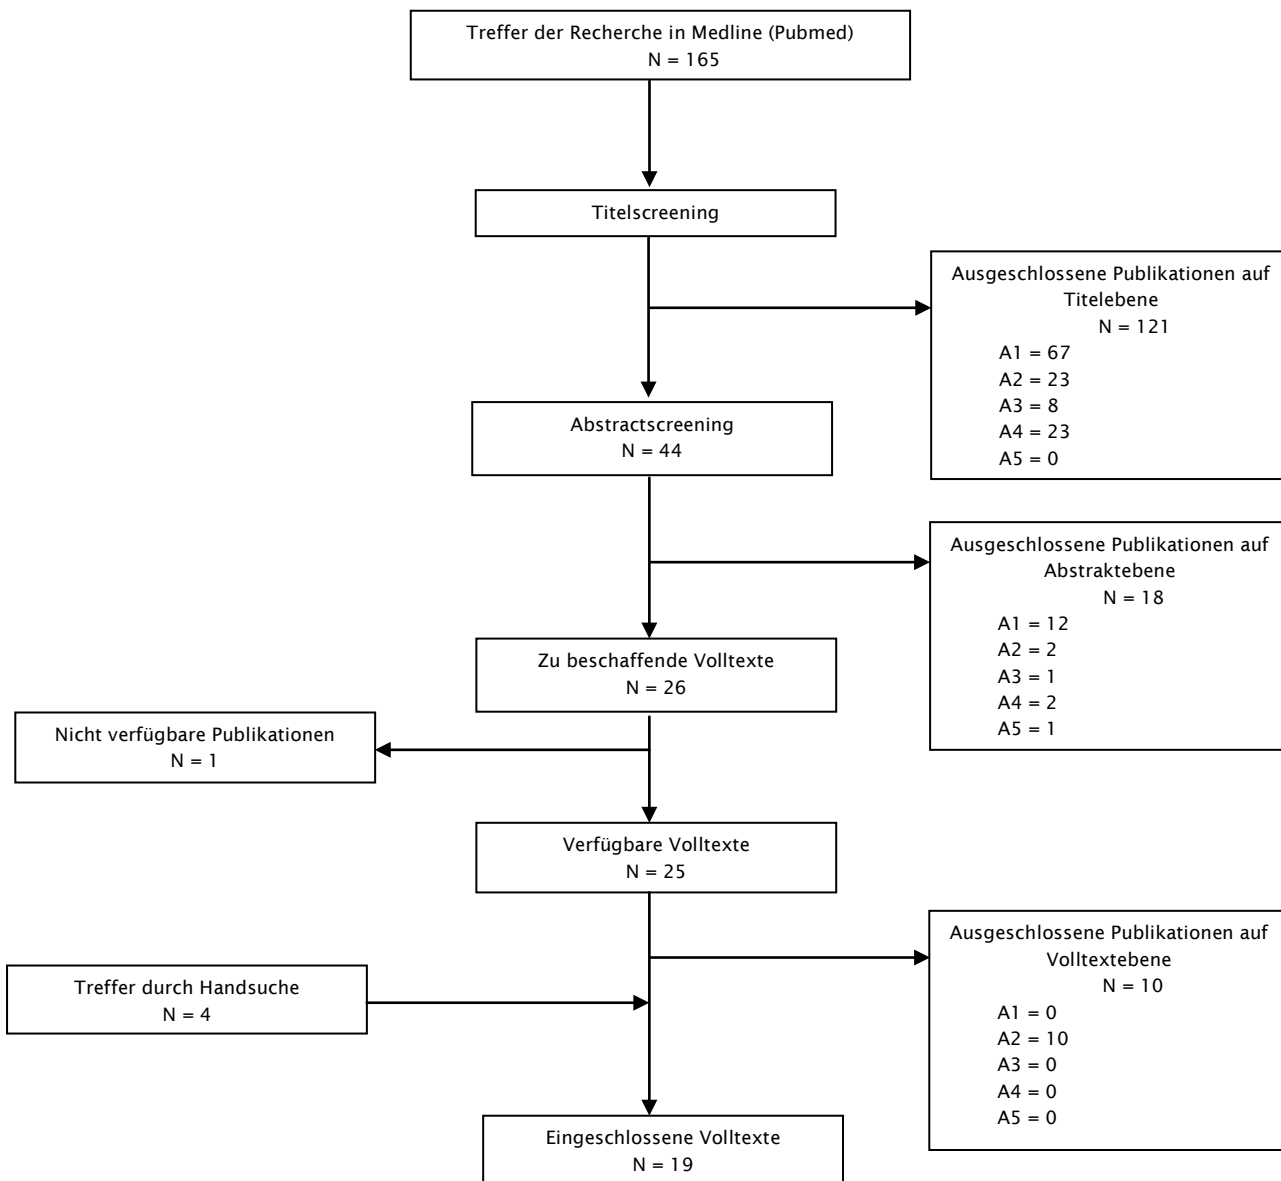 Treffer der Recherche in Medline (Pubmed)
N = 165
Titelscreening
Ausgeschlossene Publikationen auf
Titelebene
N = 121
A1 = 67
A2 = 23
A3 = 8
A4 = 23
A5 = 0
Abstractscreening
N = 44
Ausgeschlossene Publikationen auf
Abstraktebene
N = 18
A1 = 12
A2 = 2
A3 = 1
A4 = 2
A5 = 1
Zu beschaffende Volltexte
N = 26
Nicht verfügbare Publikationen
N = 1
Verfügbare Volltexte
N = 25
Ausgeschlossene Publikationen auf
Volltextebene
N = 10
A1 = 0
A2 = 10
A3 = 0
A4 = 0
A5 = 0
Treffer durch Handsuche
N = 4
Eingeschlossene Volltexte
N = 19